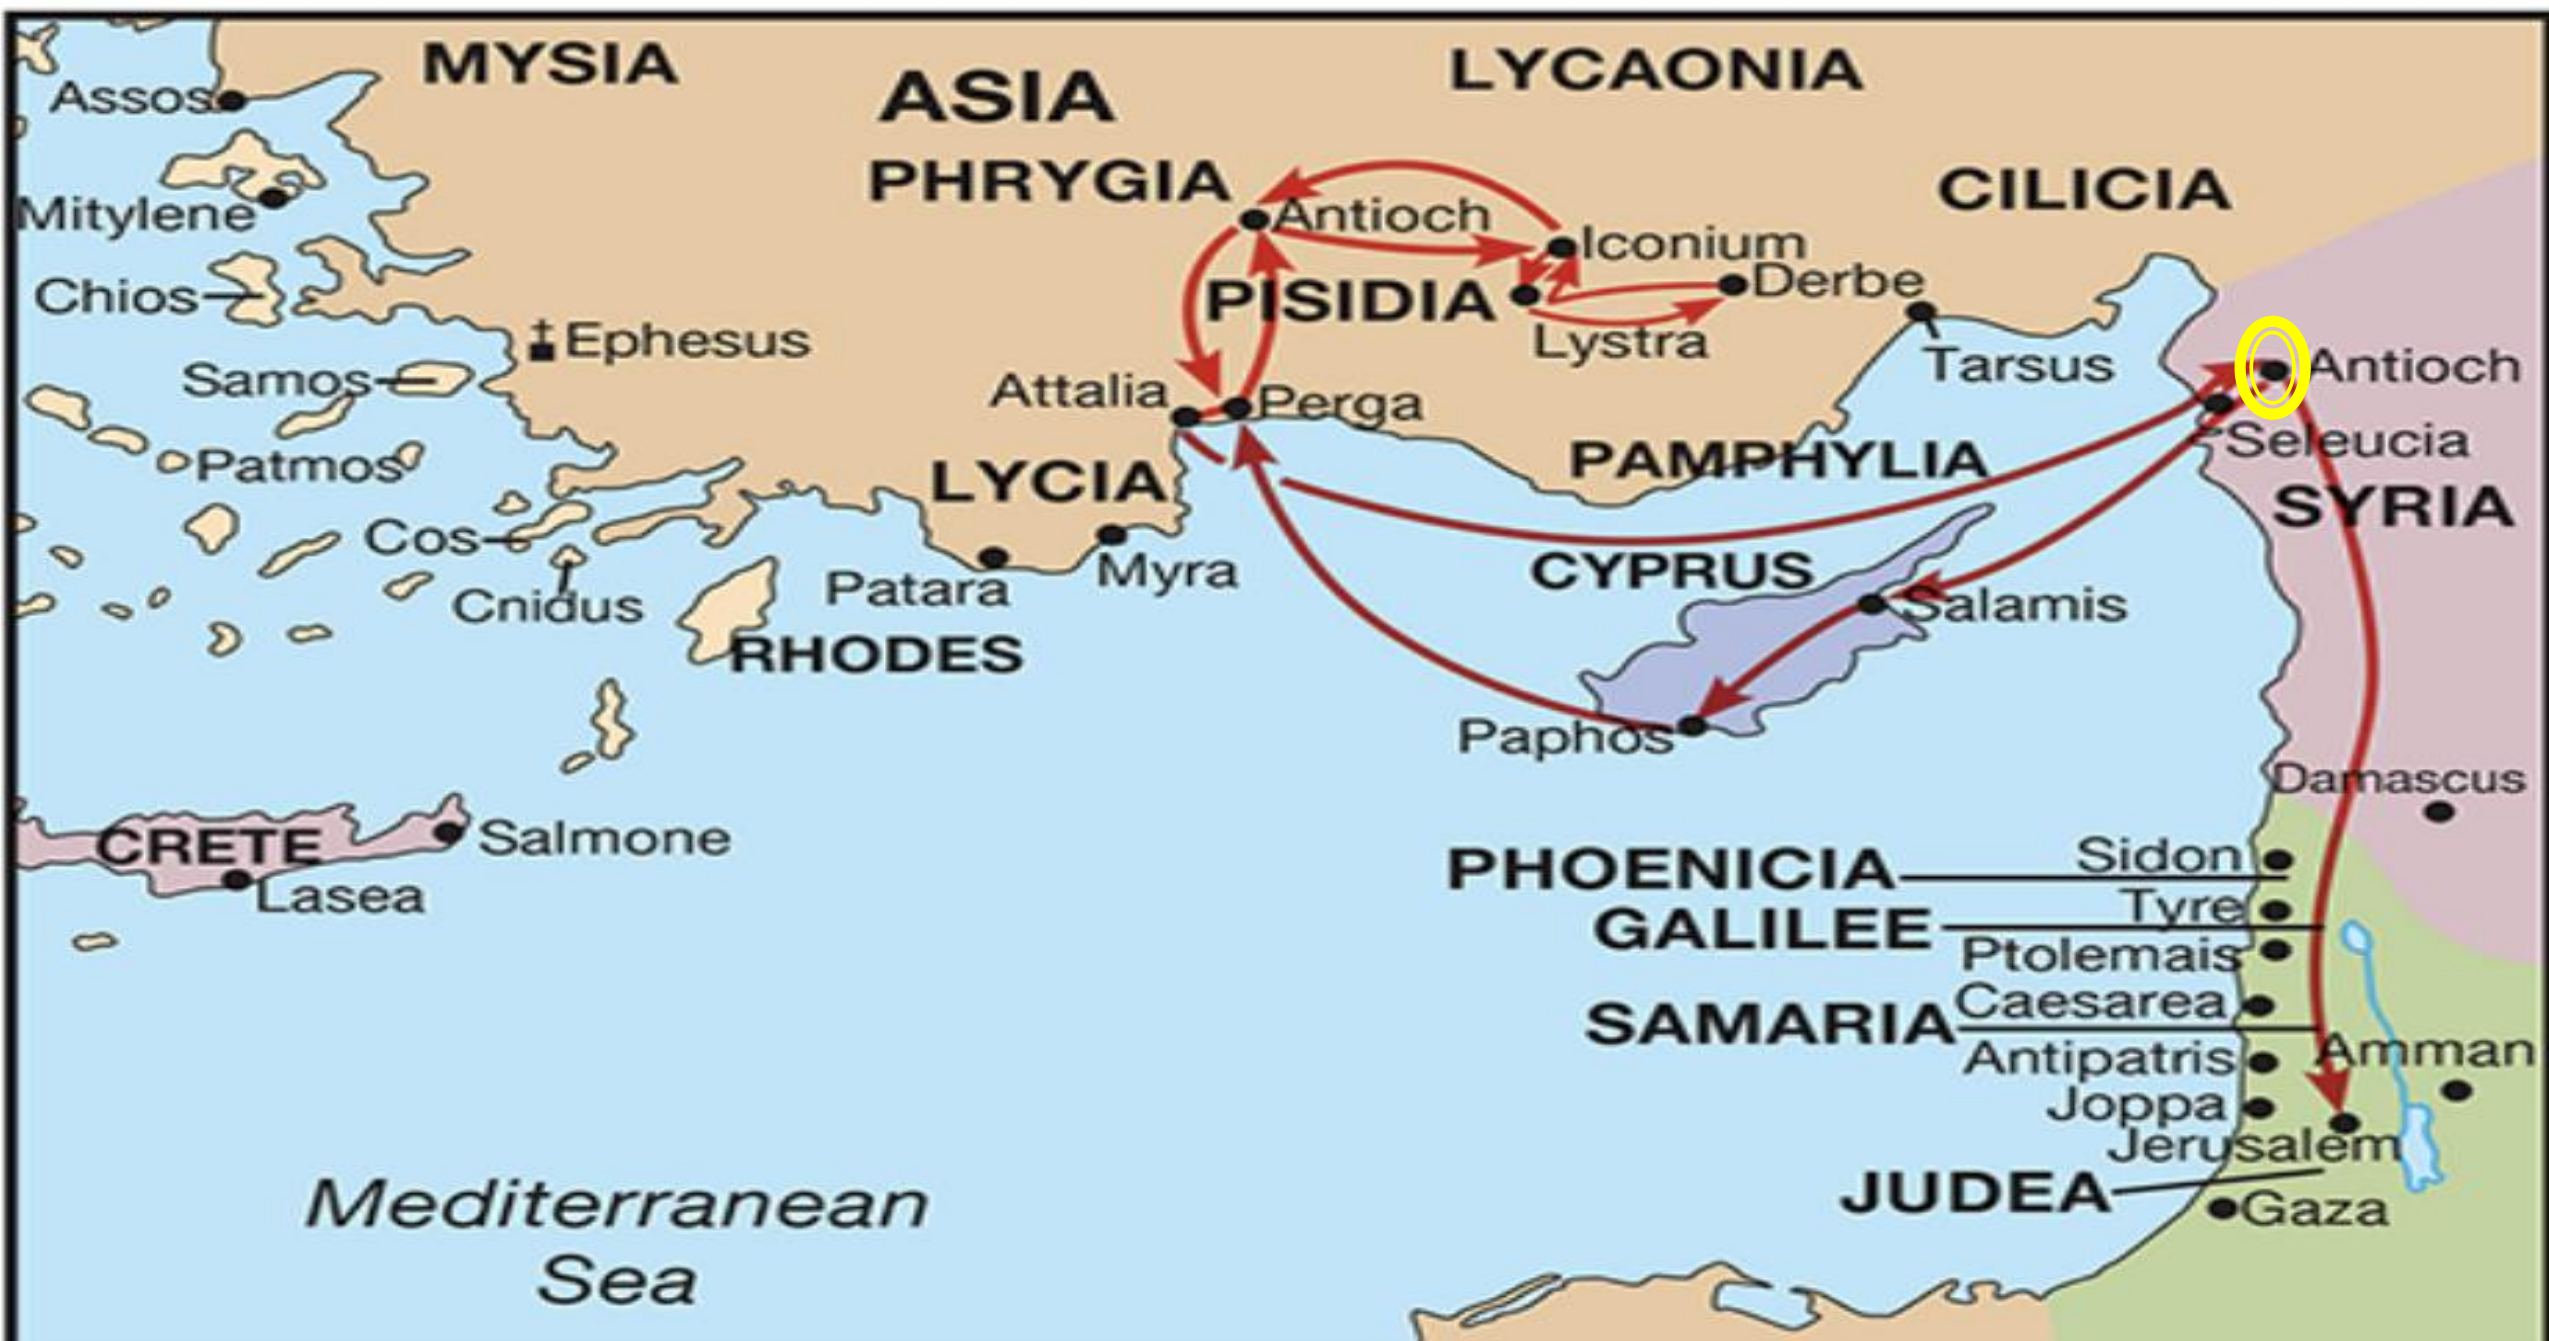 MYSIA
ASIA
LYCAONIA
Assos
PHRYGIA
CILICIA
Mitylene
Antioch
Iconium
Chios
PISIDIA
Derbe
Ephesus
Lystra
Samos
Tarsus
Antioch
Attalia
Perga
Seleucia
Patmos
LYCIA
PAMPHYLIA
SYRIA
Cos
Myra
CYPRUS
Cnidus
Patara
Salamis
RHODES
Paphos
Damascus
CRETE
Salmone
PHOENICIA
Sidon
Lasea
Tyre
GALILEE
Ptolemais
SAMARIA
Caesarea
Antipatris
Amman
Joppa
Jerusalem
JUDEA
Gaza
Mediterranean
Sea